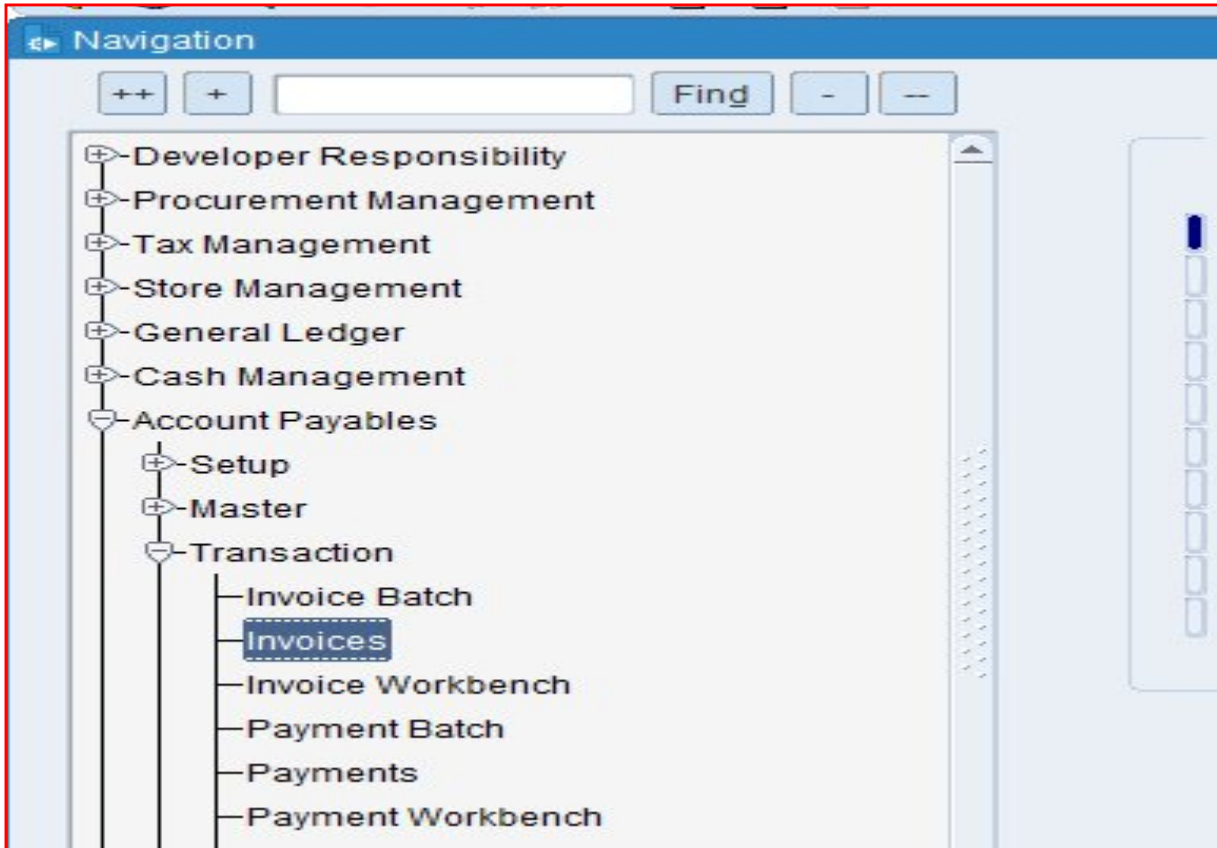 Navigation
++ + Find - --
Developer Responsibility
Procurement Management
Tax Management
Store Management
General Ledger
Cash Management
Account Payables
Setup
Master
Transaction
Invoice Batch
Invoices
Invoice Workbench
Payment Batch
Payments
Payment Workbench